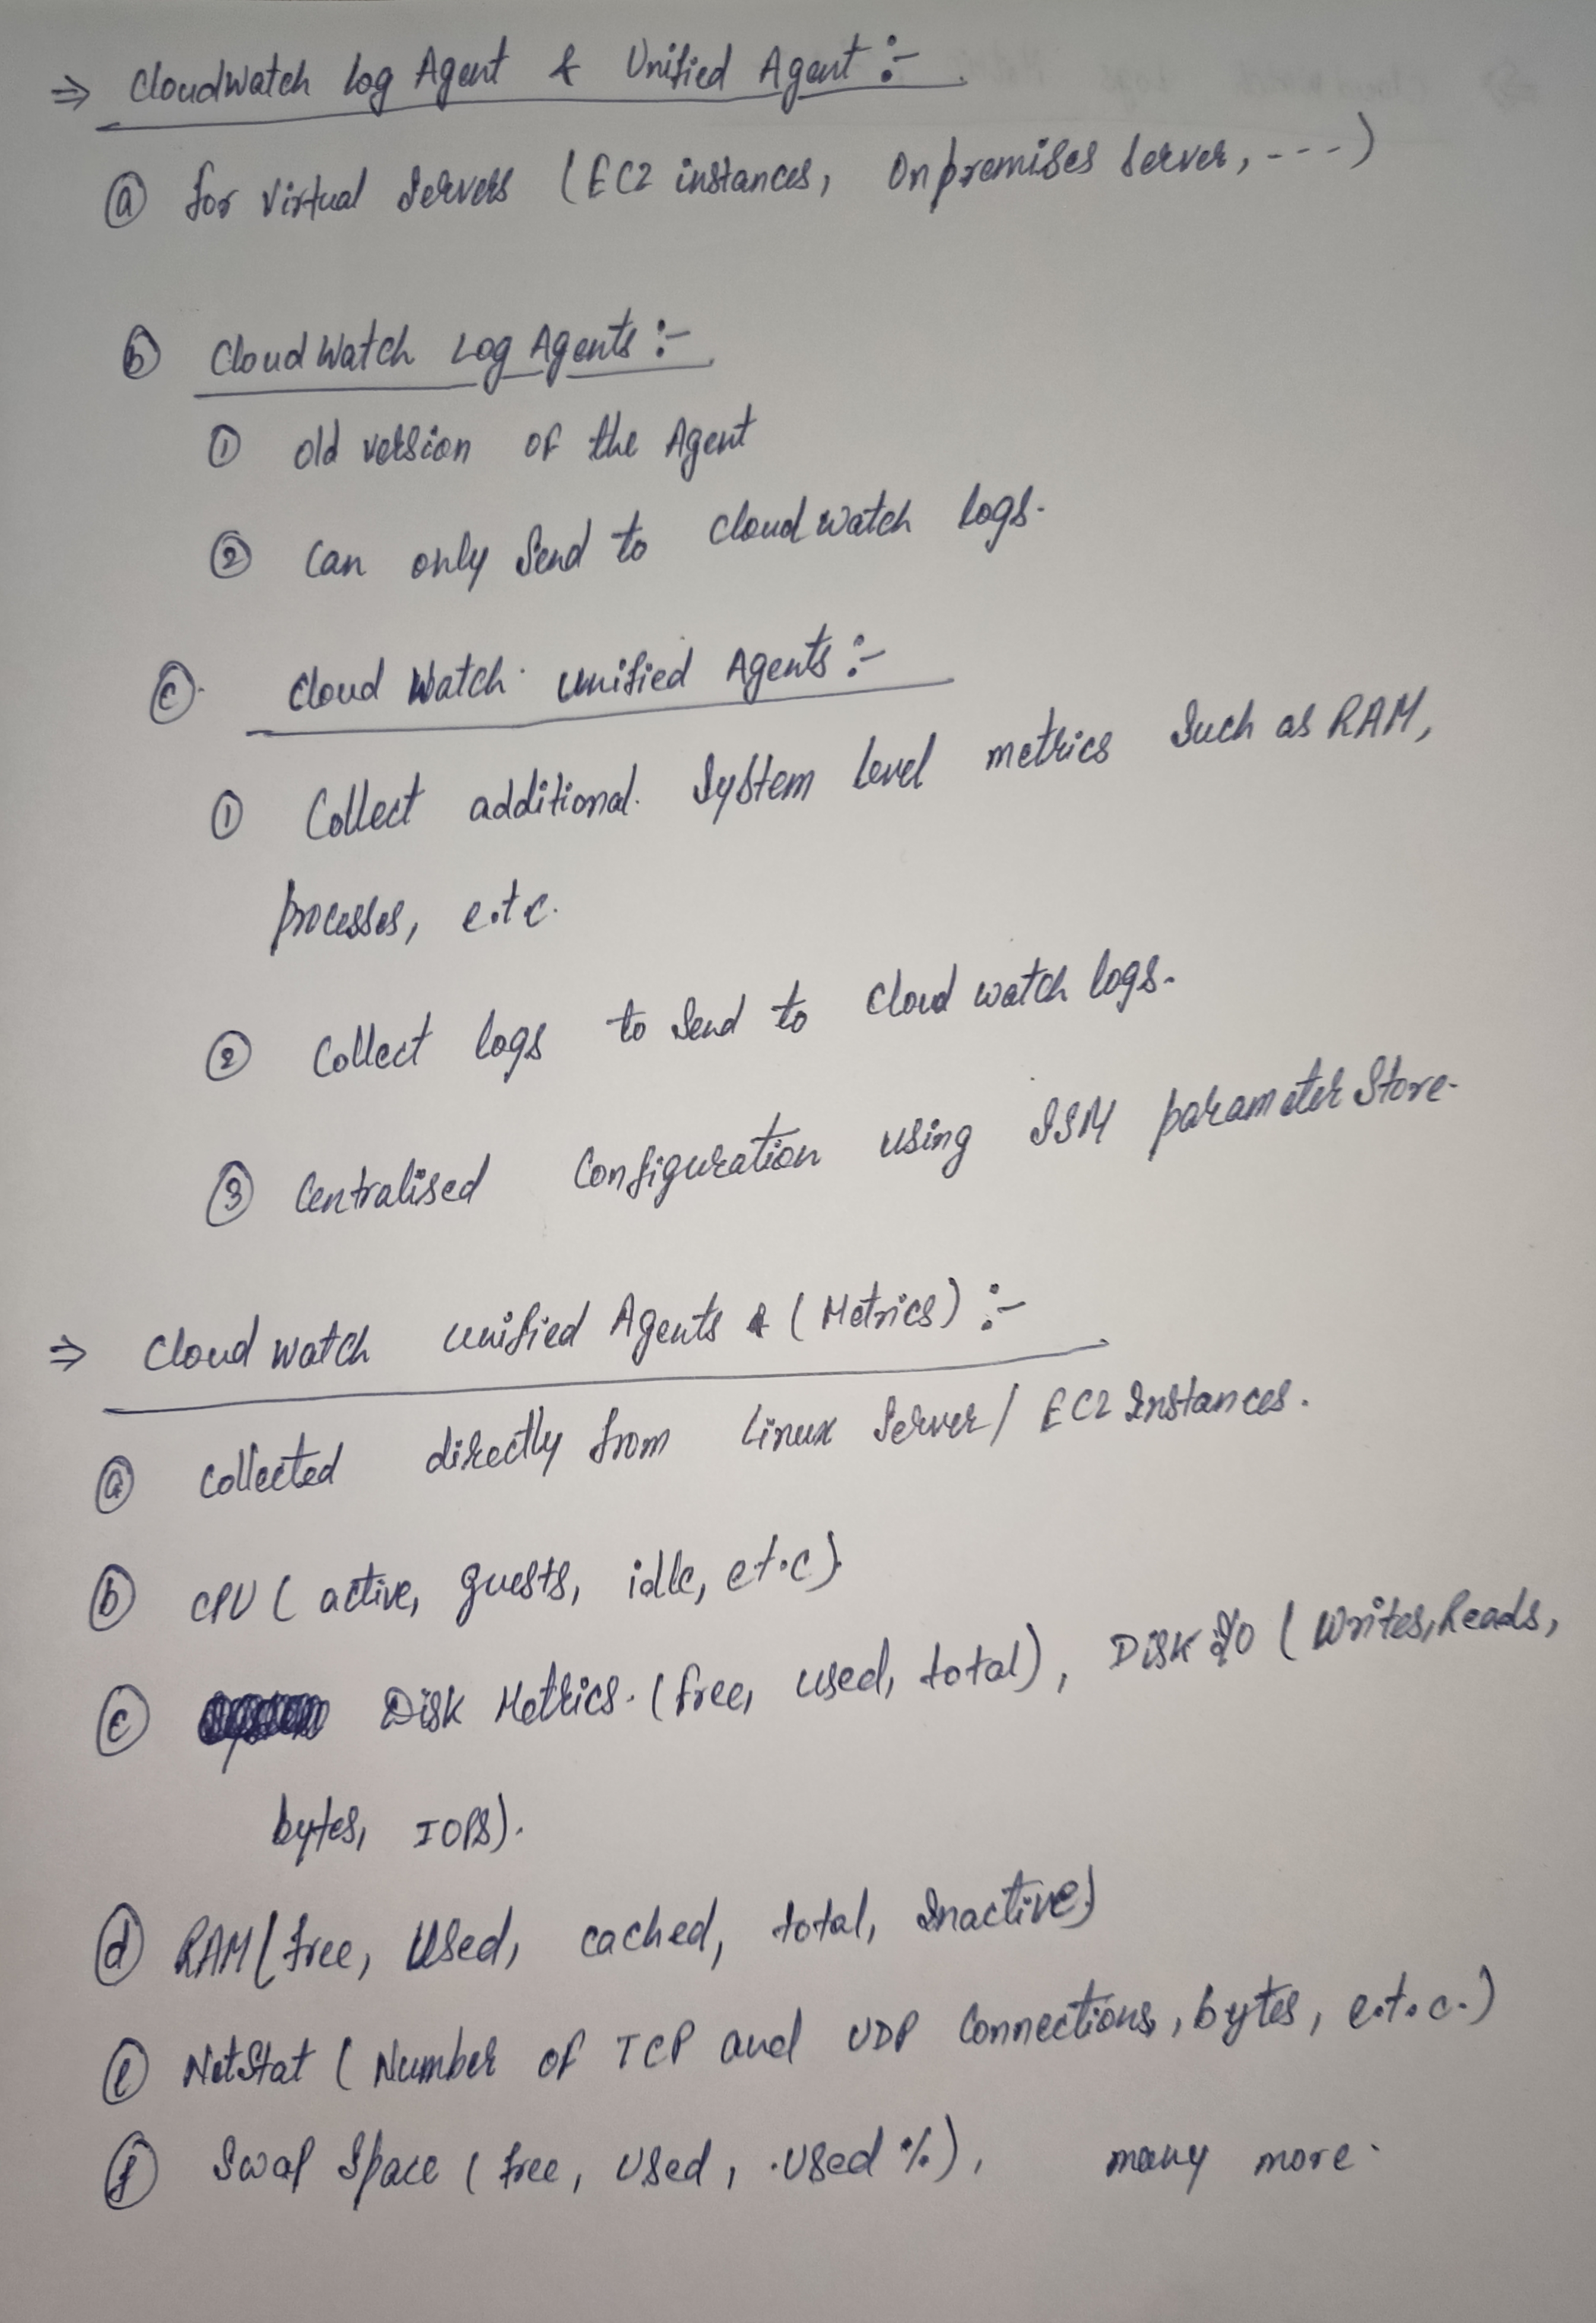 ⇒ CloudWatch Log Agent & Unified Agent :-
ⓐ for virtual Servers (EC2 instances, On premises Server, ----)
ⓑ CloudWatch Log Agents :-
① old version of the Agent
② Can only Send to Cloud watch logs.
ⓒ. Cloud Watch unified Agents :-
① Collect additional. System level metrics Such as RAM,
processes, e.t.c.
② Collect logs to Send to Cloud watch logs.
③ Centralised Configuration using SSM parameter Store.
⇒ Cloud watch unified Agents & (Metrics) :-
ⓐ Collected directly from Linux Server / EC2 Instances.
ⓑ CPU ( active, guests, idle, et.c)
ⓒ Disk Metrics. (free, used, total), Disk I/O ( Writes, Reads,
bytes, IOPS).
ⓓ RAM ( free, Used, cached, total, Inactive)
ⓔ NetStat ( Number of TCP and UDP Connections, bytes, e.t.c.)
ⓕ Swap Space ( free, used, used %), many more.